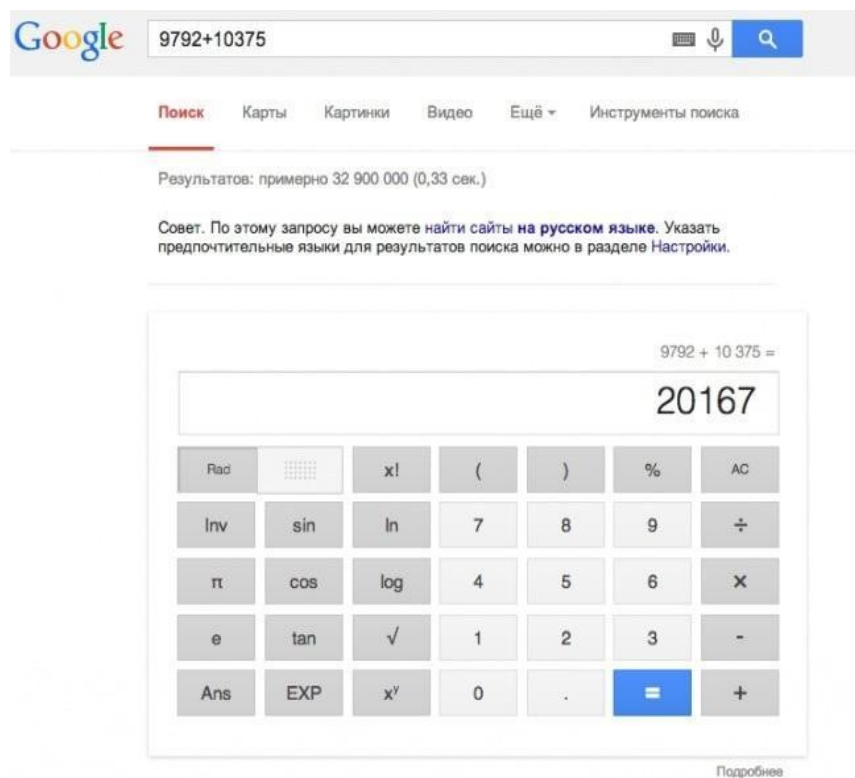 Google 9792+10375
Поиск Карты Картинки Видео Ещё Инструменты поиска
Результатов: примерно 32 900 000 (0,33 сек.)
Совет. По этому запросу вы можете найти сайты на русском языке. Указать
предпочтительные языки для результатов поиска можно в разделе Настройки.
9792 + 10 375 =
20167
Rad x! ( ) % AC
Inv sin ln 7 8 9 ÷
π cos log 4 5 6 ×
e tan √ 1 2 3 -
Ans EXP xʸ 0 . = +
Подробнее